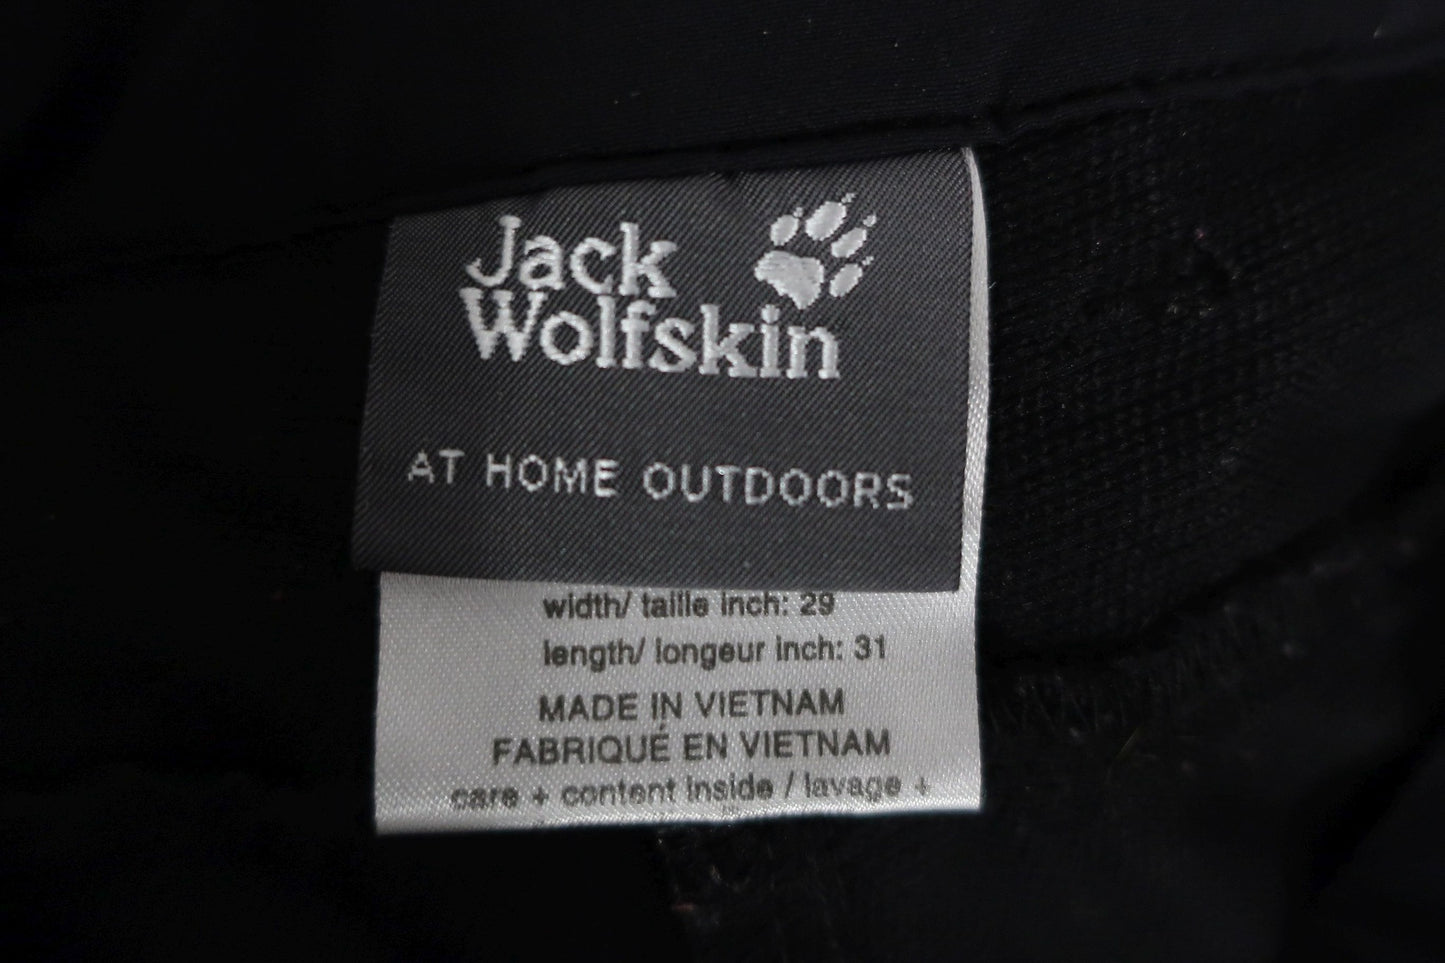 Jack
Wolfskin
AT HOME OUTDOORS
width/ taille inch: 29
length/ longeur inch: 31
MADE IN VIETNAM
FABRIQUÉ EN VIETNAM
care + content inside / lavage +